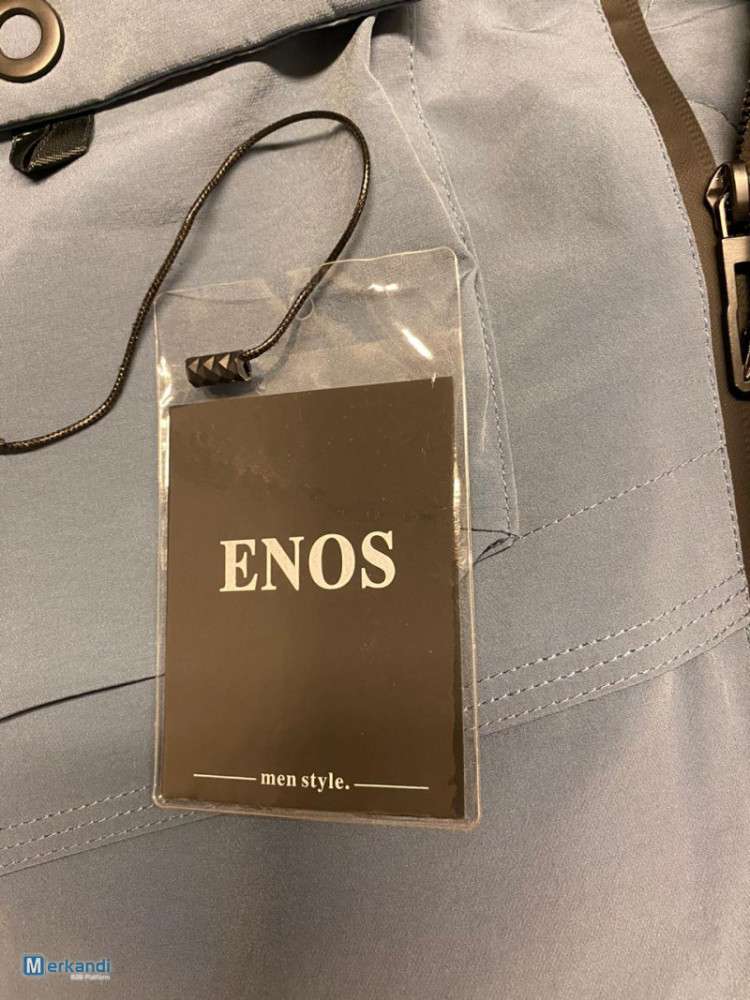 ENOS
men style.
Merkandi
B2B Platform